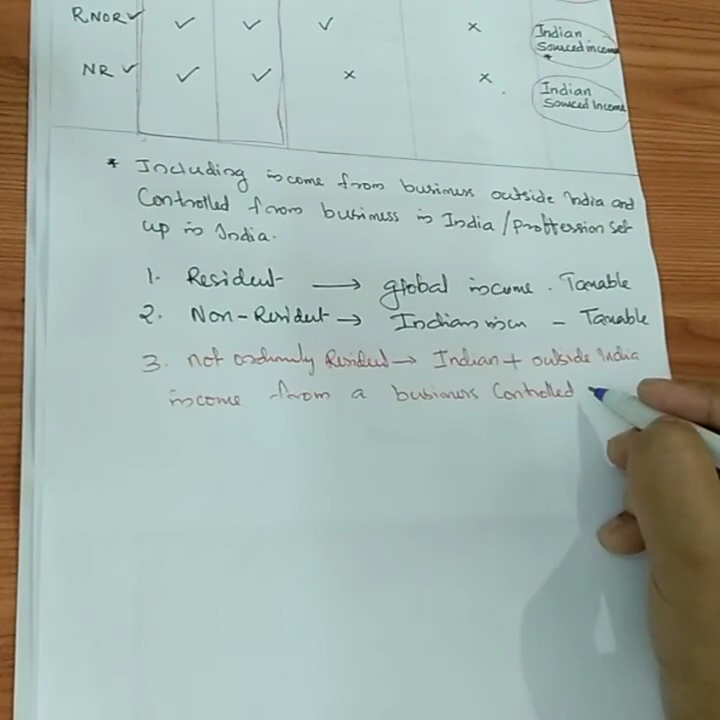 RNOR ✓ ✓ ✓ ✓ × Indian
Sourced income
*
NR ✓ ✓ ✓ × × Indian
Sourced Income
* Including income from business outside India and
Controlled from business in India / Proffession set
up in India.
1. Resident → global income . Taxable
2. Non-Resident → Indian incm - Taxable
3. not ordinarily Resident → Indian + outside India
income from a business Controlled